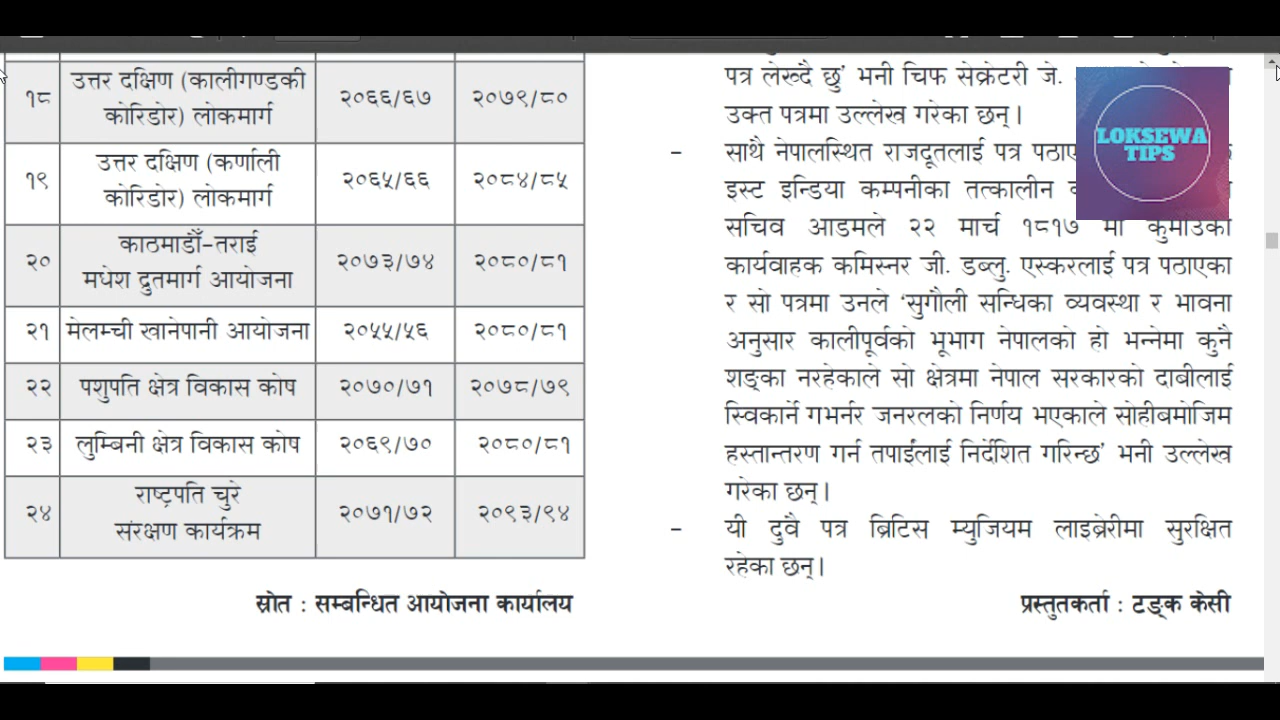 १८ उत्तर दक्षिण (कालीगण्डकी कोरिडोर) लोकमार्ग २०६६/६७ २०७९/८०
१९ उत्तर दक्षिण (कर्णाली कोरिडोर) लोकमार्ग २०६५/६६ २०८४/८५
२० काठमाडौँ-तराई मधेश द्रुतमार्ग आयोजना २०७३/७४ २०८०/८१
२१ मेलम्ची खानेपानी आयोजना २०५५/५६ २०८०/८१
२२ पशुपति क्षेत्र विकास कोष २०७०/७१ २०७८/७९
२३ लुम्बिनी क्षेत्र विकास कोष २०६९/७० २०८०/८१
२४ राष्ट्रपति चुरे संरक्षण कार्यक्रम २०७१/७२ २०९३/९४
स्रोत : सम्बन्धित आयोजना कार्यालय
पत्र लेख्दै छु' भनी चिफ सेक्रेटरी जे.
उक्त पत्रमा उल्लेख गरेका छन्।
- साथै नेपालस्थित राजदूतलाई पत्र
इस्ट इन्डिया कम्पनीका तत्कालीन
सचिव आडमले २२ मार्च १८१७ मा कुमाउका
कार्यवाहक कमिस्नर जी. डब्लु. एस्करलाई पत्र पठाएका
र सो पत्रमा उनले 'सुगौली सन्धिका व्यवस्था र भावना
अनुसार कालीपूर्वको भूभाग नेपालको हो भन्नेमा कुनै
शङ्का नरहेकाले सो क्षेत्रमा नेपाल सरकारको दाबीलाई
स्विकार्ने गभर्नर जनरलको निर्णय भएकाले सोहीबमोजिम
हस्तान्तरण गर्न तपाईंलाई निर्देशित गरिन्छ' भनी उल्लेख
गरेका छन्।
- यी दुवै पत्र ब्रिटिस म्युजियम लाइब्रेरीमा सुरक्षित
रहेका छन्।
प्रस्तुतकर्ता : टङ्क केसी
LOKSEWA
TIPS